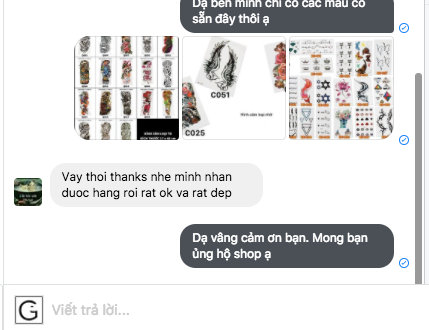 Dạ bên mình chỉ có các mẫu có
sẵn đây thôi ạ
C051
C025
Vay thoi thanks nhe minh nhan
duoc hang roi rat ok va rat dep
Dạ vâng cảm ơn bạn. Mong bạn
ủng hộ shop ạ
G
Viết trả lời...